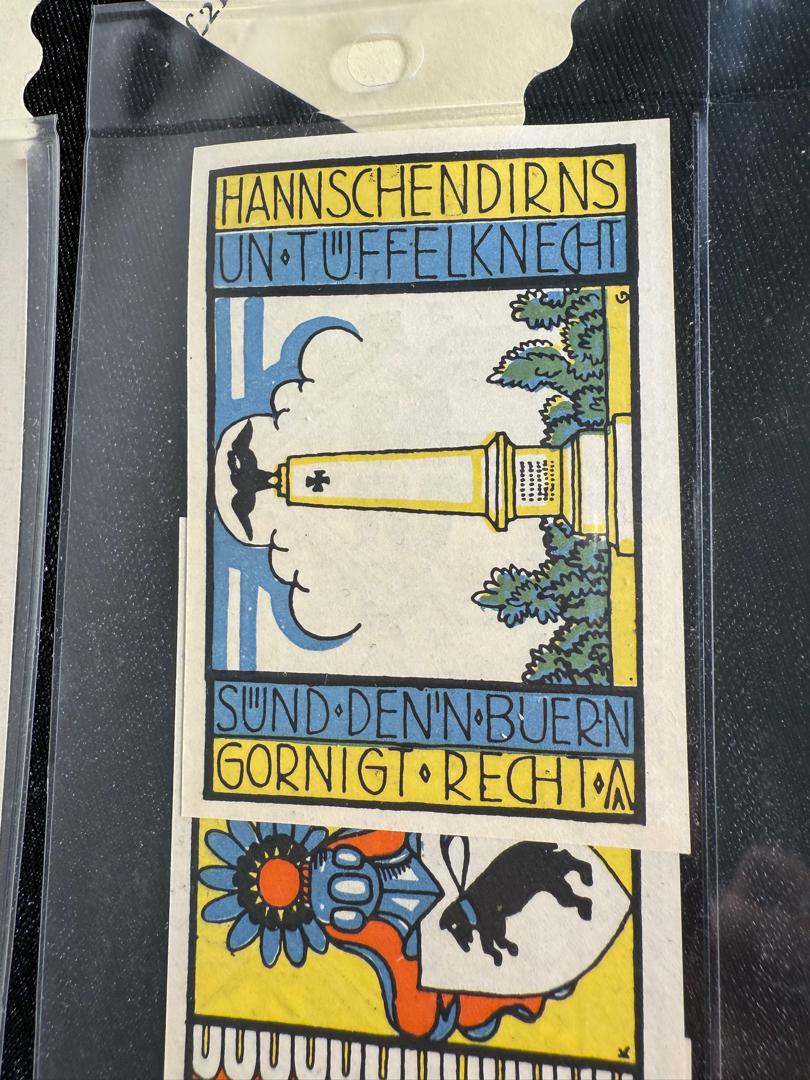 HANNSCHENDIRNS
UN·TÜFFELKNECHT
G
SÜND·DEN'N·BUERN
GORNIGT·RECHT·
K